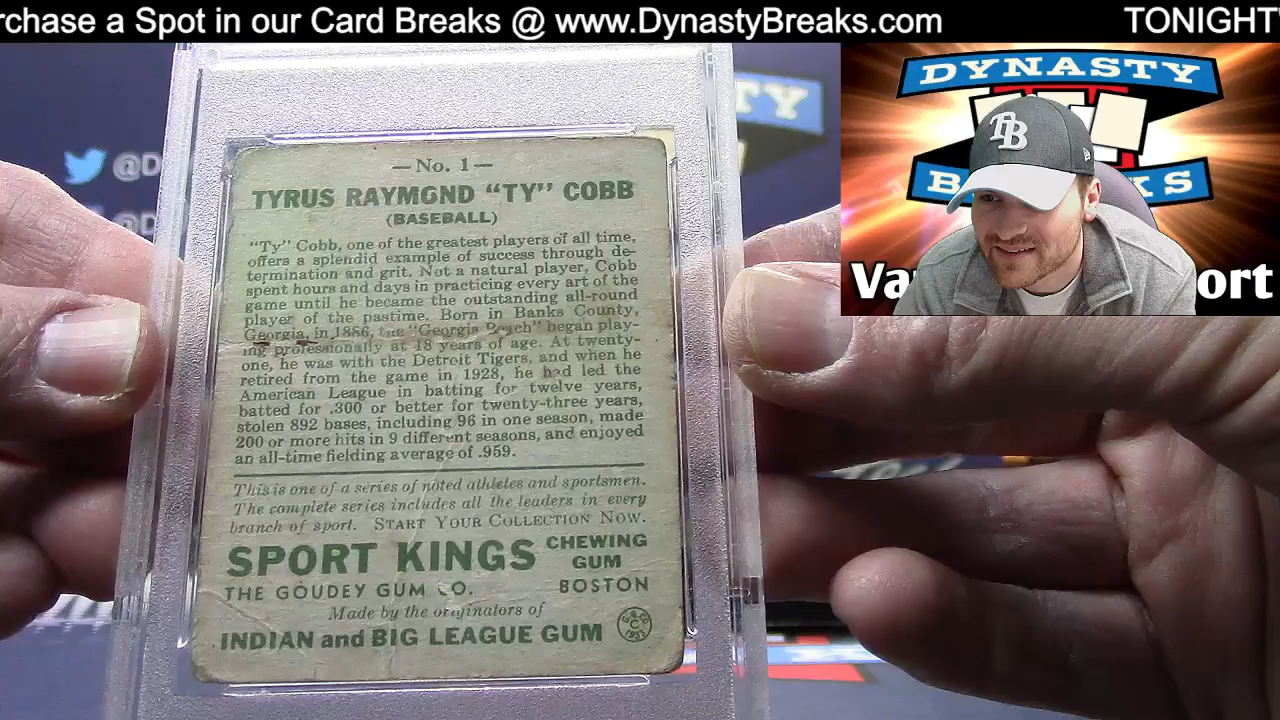 rchase a Spot in our Card Breaks @ www.DynastyBreaks.com
TONIGHT
DYNASTY
B KS
TB
Va ort
TY
@D
@D
—No. 1—
TYRUS RAYMOND "TY" COBB
(BASEBALL)
"Ty" Cobb, one of the greatest players of all time,
offers a splendid example of success through de-
termination and grit. Not a natural player, Cobb
spent hours and days in practicing every art of the
game until he became the outstanding all-round
player of the pastime. Born in Banks County,
Georgia, in 1886, the "Georgia Peach" began play-
ing professionally at 18 years of age. At twenty-
one, he was with the Detroit Tigers, and when he
retired from the game in 1928, he had led the
American League in batting for twelve years,
batted for .300 or better for twenty-three years,
stolen 892 bases, including 96 in one season, made
200 or more hits in 9 different seasons, and enjoyed
an all-time fielding average of .959.
This is one of a series of noted athletes and sportsmen.
The complete series includes all the leaders in every
branch of sport. START YOUR COLLECTION NOW.
SPORT KINGS CHEWING GUM
THE GOUDEY GUM CO. BOSTON
Made by the originators of
INDIAN and BIG LEAGUE GUM
G.G.CO.
C
1933